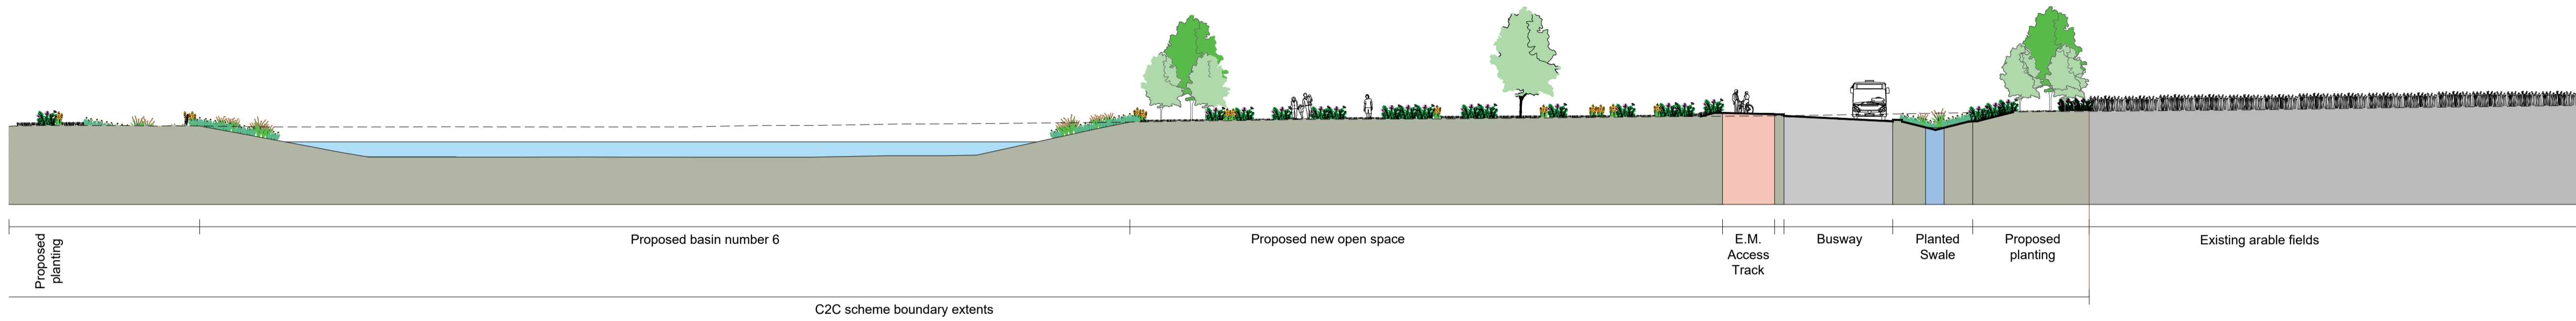 Proposed
planting
Proposed basin number 6
Proposed new open space
E.M.
Access
Track
Busway
Planted
Swale
Proposed
planting
Existing arable fields
C2C scheme boundary extents